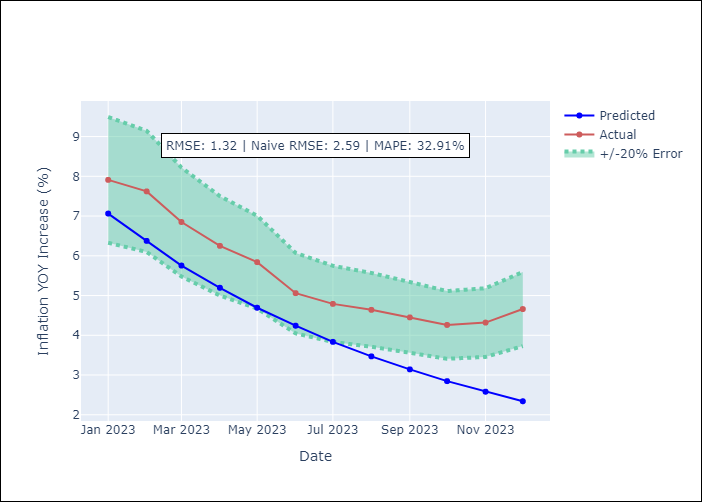 Predicted
Actual
+/-20% Error
RMSE: 1.32 | Naive RMSE: 2.59 | MAPE: 32.91%
9
8
7
6
5
4
3
2
Inflation YOY Increase (%)
Jan 2023 Mar 2023 May 2023 Jul 2023 Sep 2023 Nov 2023
Date